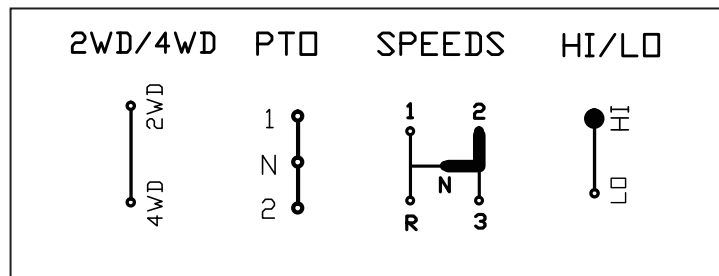 2WD/4WD PTO SPEEDS HI/LO
2WD 1 1 2 HI
N N
4WD 2 R 3 LO